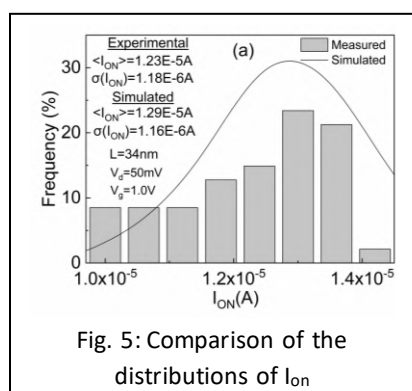 Experimental
<I_ON>=1.23E-5A
σ(I_ON)=1.18E-6A
Simulated
<I_ON>=1.29E-5A
σ(I_ON)=1.16E-6A
L=34nm
V_d=50mV
V_g=1.0V
(a)
Measured
Simulated
Frequency (%)
30
20
10
0
1.0x10^-5
1.2x10^-5
1.4x10^-5
I_ON(A)
Fig. 5: Comparison of the
distributions of I_on